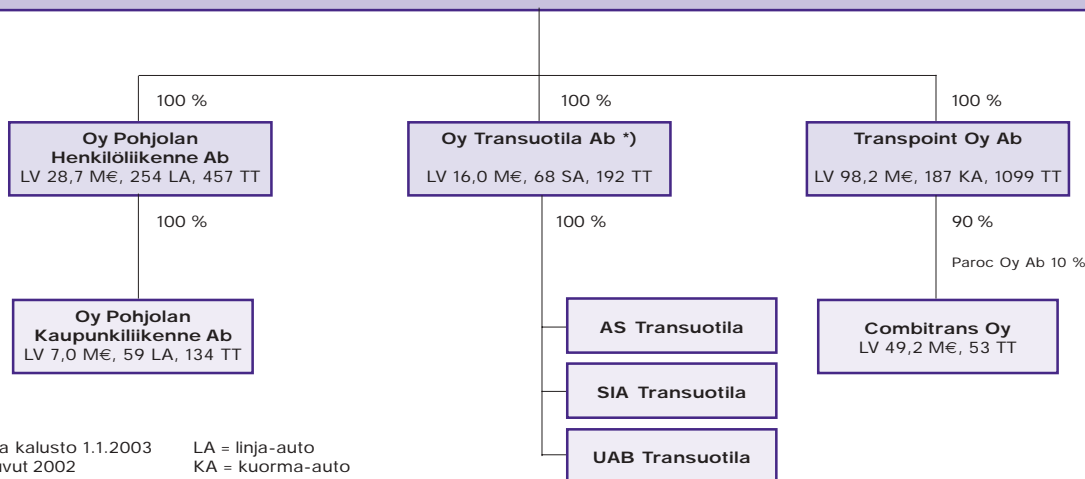 100 %
100 %
100 %
Oy Pohjolan
Henkilöliikenne Ab
LV 28,7 M€, 254 LA, 457 TT
Oy Transuotila Ab *)
LV 16,0 M€, 68 SA, 192 TT
Transpoint Oy Ab
LV 98,2 M€, 187 KA, 1099 TT
100 %
100 %
90 %
Paroc Oy Ab 10 %
Oy Pohjolan
Kaupunkiliikenne Ab
LV 7,0 M€, 59 LA, 134 TT
AS Transuotila
SIA Transuotila
UAB Transuotila
Combitrans Oy
LV 49,2 M€, 53 TT
kalusto 1.1.2003
2002
LA = linja-auto
KA = kuorma-auto